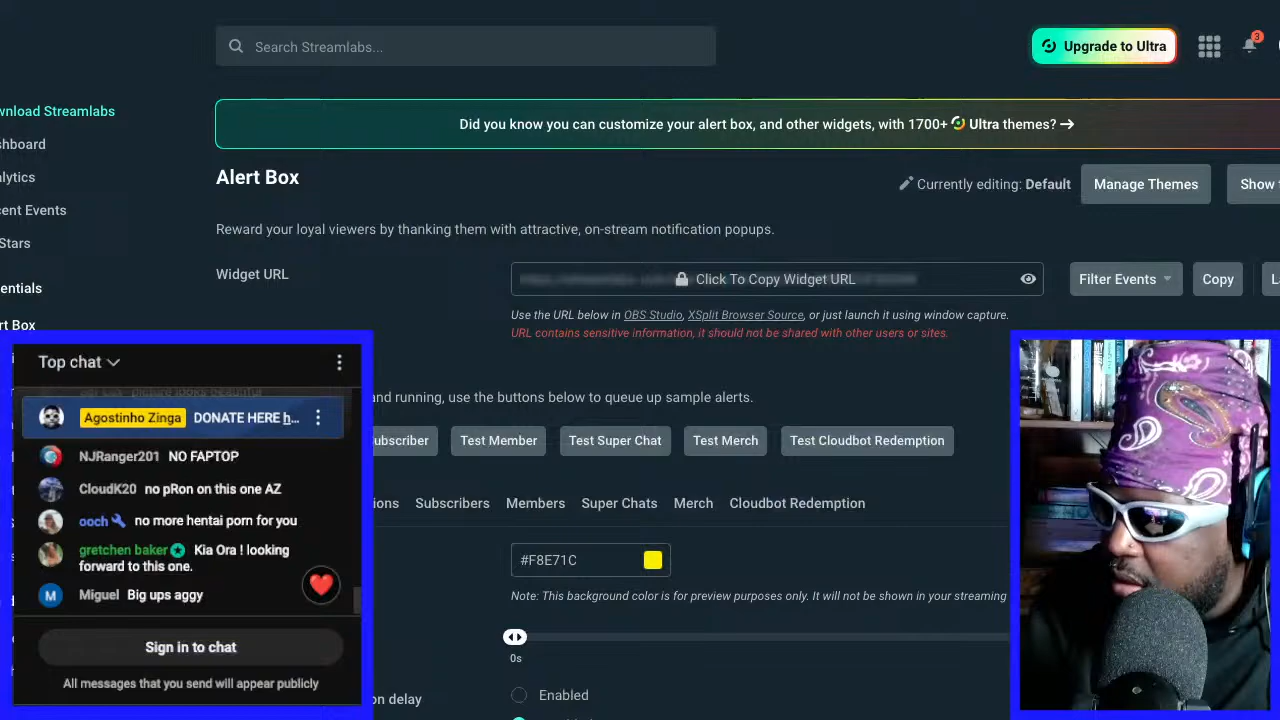 Search Streamlabs...
Upgrade to Ultra
3
wnload Streamlabs
Did you know you can customize your alert box, and other widgets, with 1700+ Ultra themes? →
shboard
alytics
cent Events
Stars
entials
rt Box
Alert Box
Currently editing: Default
Manage Themes
Show
Reward your loyal viewers by thanking them with attractive, on-stream notification popups.
Widget URL
Click To Copy Widget URL
Filter Events
Copy
Use the URL below in OBS Studio, XSplit Browser Source, or just launch it using window capture.
URL contains sensitive information, it should not be shared with other users or sites.
and running, use the buttons below to queue up sample alerts.
ubscriber
Test Member
Test Super Chat
Test Merch
Test Cloudbot Redemption
ions
Subscribers
Members
Super Chats
Merch
Cloudbot Redemption
#F8E71C
Note: This background color is for preview purposes only. It will not be shown in your streaming
0s
on delay
Enabled
Top chat
Agostinho Zinga DONATE HERE h...
NJRanger201 NO FAPTOP
CloudK20 no pRon on this one AZ
ooch no more hentai porn for you
gretchen baker Kia Ora ! looking
forward to this one.
M Miguel Big ups aggy
Sign in to chat
All messages that you send will appear publicly